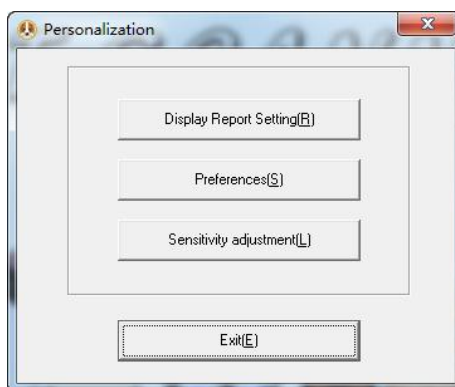 Personalization
Display Report Setting(R)
Preferences(S)
Sensitivity adjustment(L)
Exit(E)